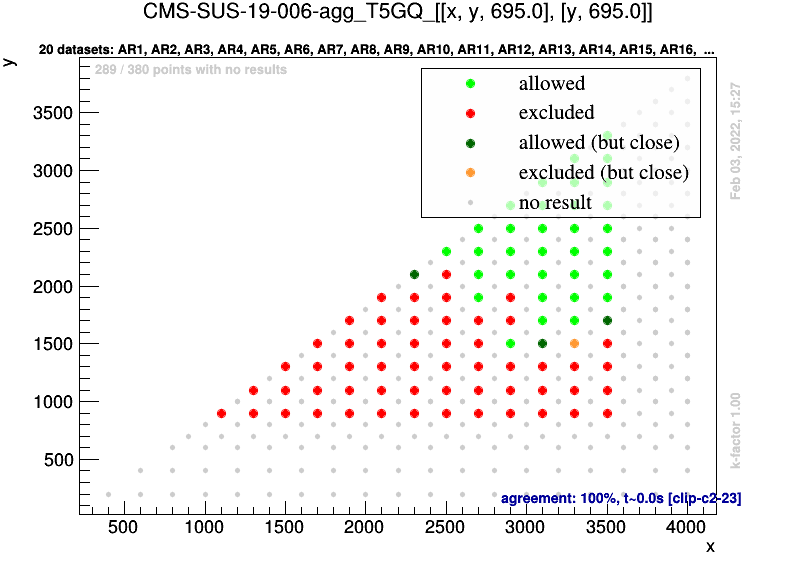 CMS-SUS-19-006-agg_T5GQ_[[x, y, 695.0], [y, 695.0]]
20 datasets: AR1, AR2, AR3, AR4, AR5, AR6, AR7, AR8, AR9, AR10, AR11, AR12, AR13, AR14, AR15, AR16, ...
y
289 / 380 points with no results
allowed
excluded
allowed (but close)
excluded (but close)
no result
3500
3000
2500
2000
1500
1000
500
Feb 03, 2022, 15:27
k-factor 1.00
agreement: 100%, t~0.0s [clip-c2-23]
500
1000
1500
2000
2500
3000
3500
4000
x